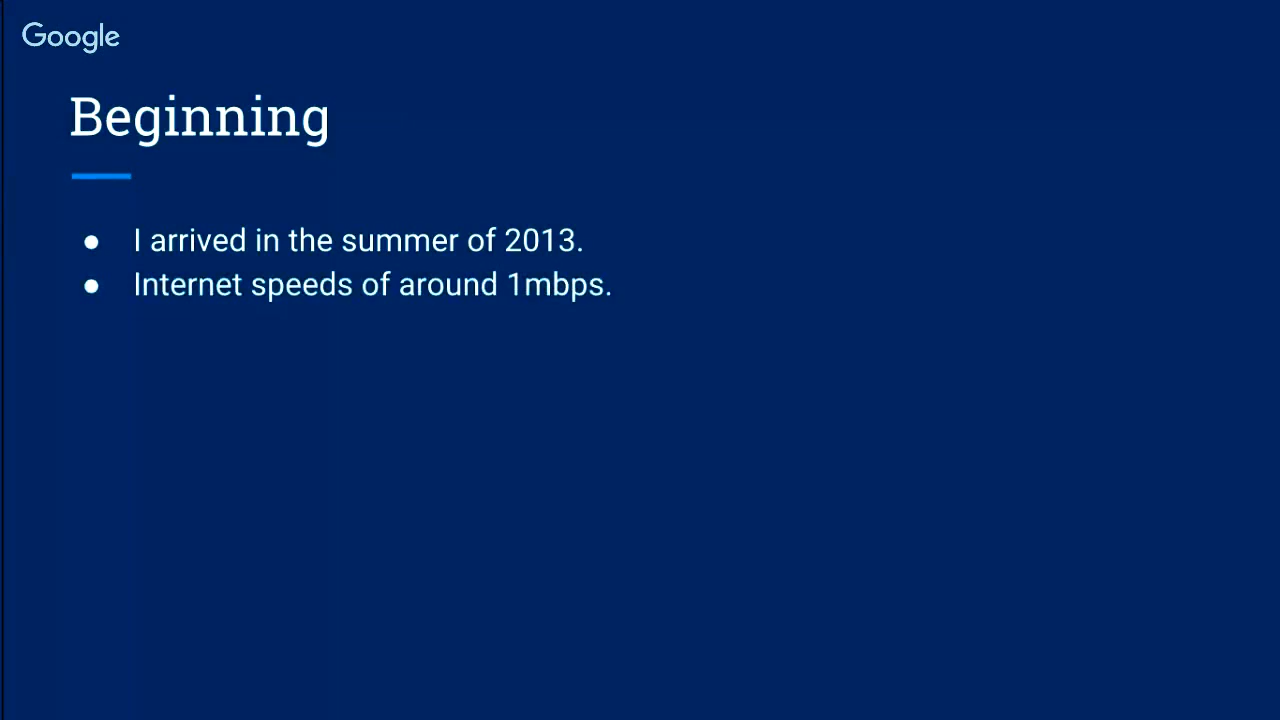 Google
Beginning
● I arrived in the summer of 2013.
● Internet speeds of around 1mbps.